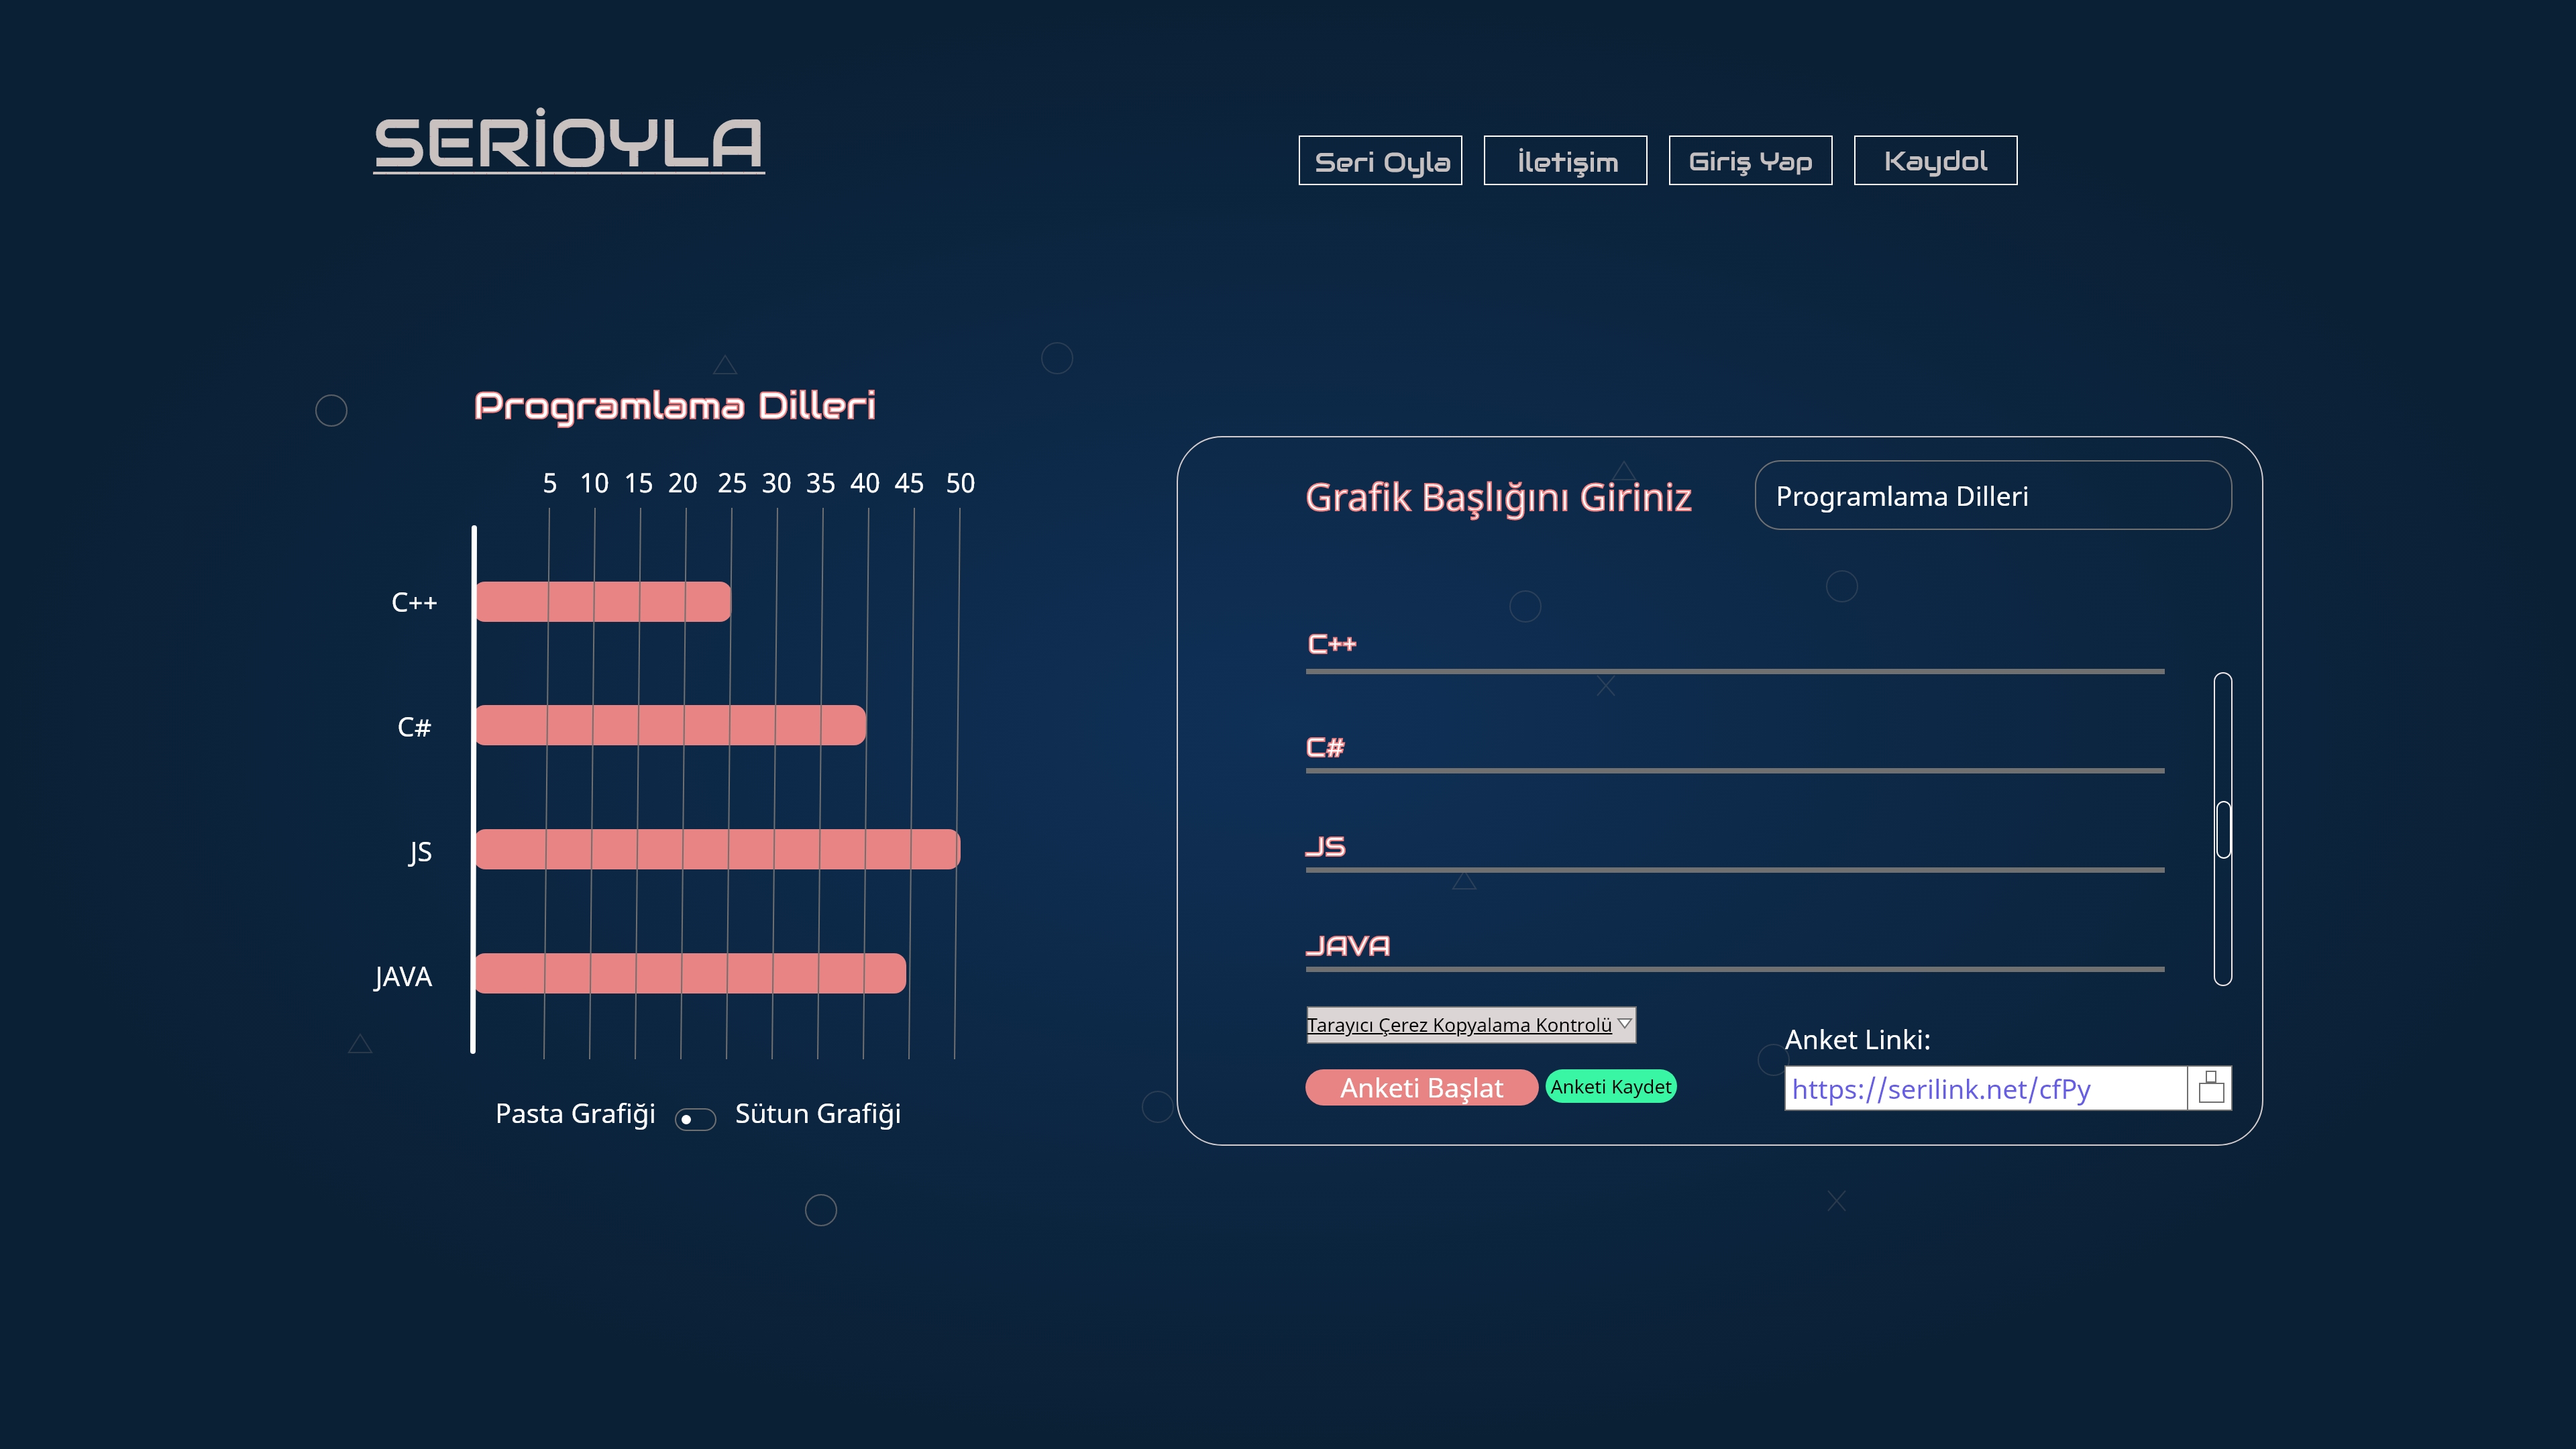 SERİOYLA
Seri Oyla
İletişim
Giriş Yap
Kaydol
Programlama Dilleri
5 10 15 20 25 30 35 40 45 50
C++
C#
JS
JAVA
Pasta Grafiği
Sütun Grafiği
Grafik Başlığını Giriniz
Programlama Dilleri
C++
C#
JS
JAVA
Tarayıcı Çerez Kopyalama Kontrolü
Anketi Başlat
Anketi Kaydet
Anket Linki:
https://serilink.net/cfPy